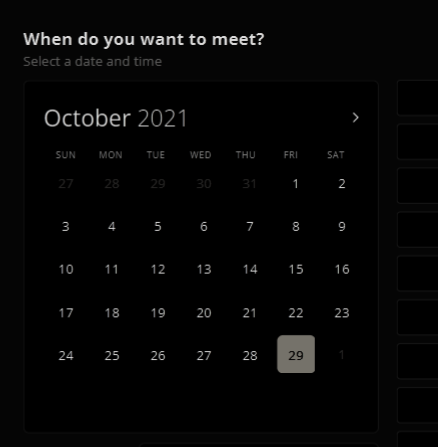 When do you want to meet?
Select a date and time
October 2021
SUN MON TUE WED THU FRI SAT
27 28 29 30 31 1 2
3 4 5 6 7 8 9
10 11 12 13 14 15 16
17 18 19 20 21 22 23
24 25 26 27 28 29 1